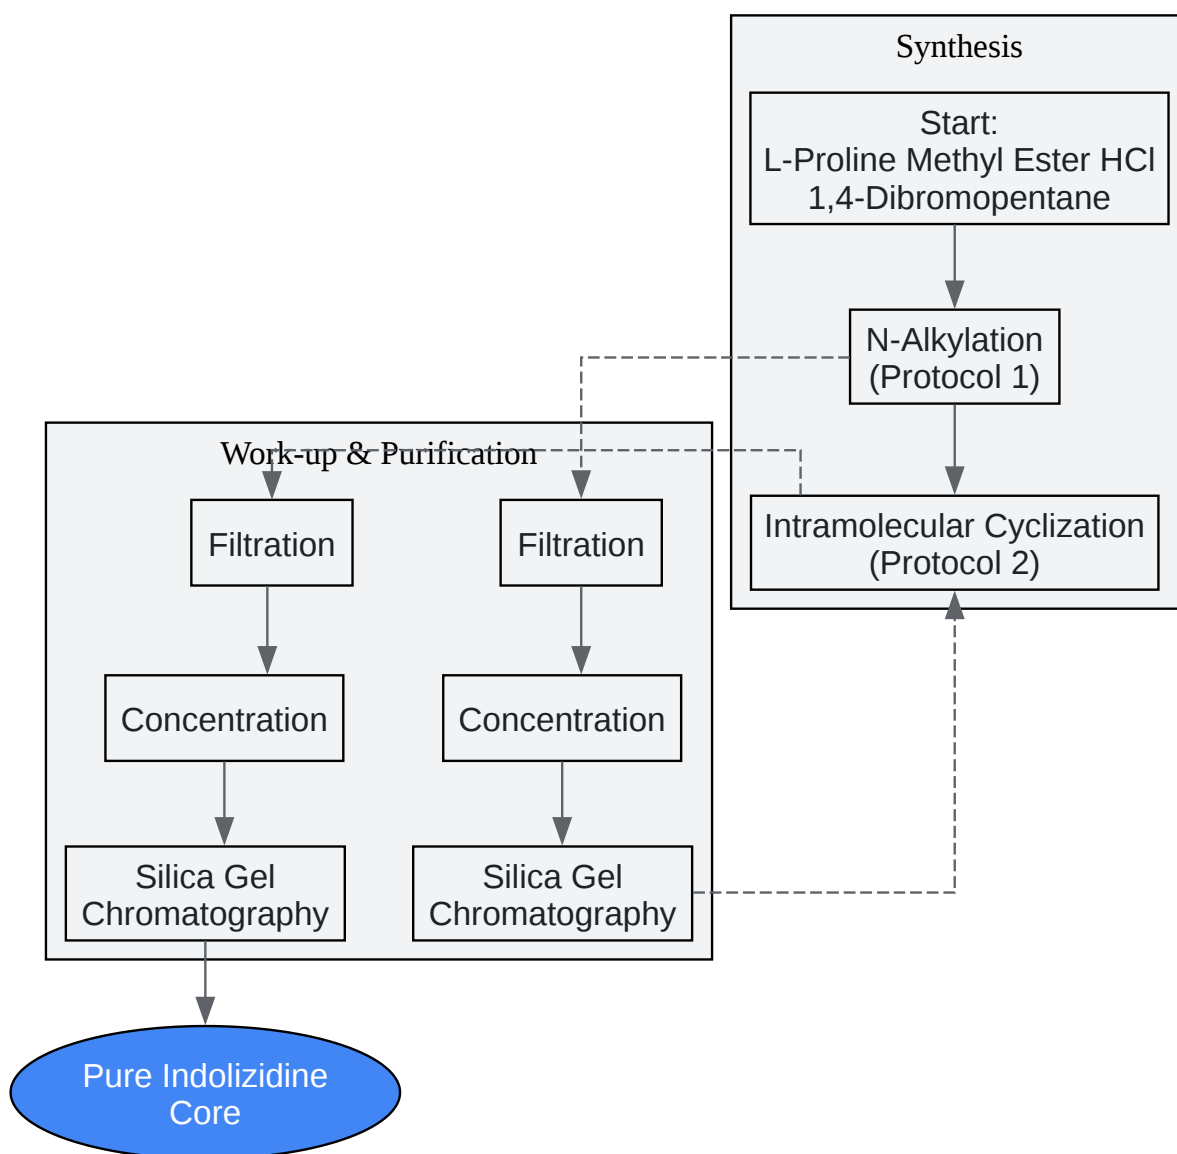 Synthesis
Start:
L-Proline Methyl Ester HCl
1,4-Dibromopentane
N-Alkylation
(Protocol 1)
Intramolecular Cyclization
(Protocol 2)
Work-up & Purification
Filtration
Filtration
Concentration
Concentration
Silica Gel
Chromatography
Silica Gel
Chromatography
Pure Indolizidine
Core